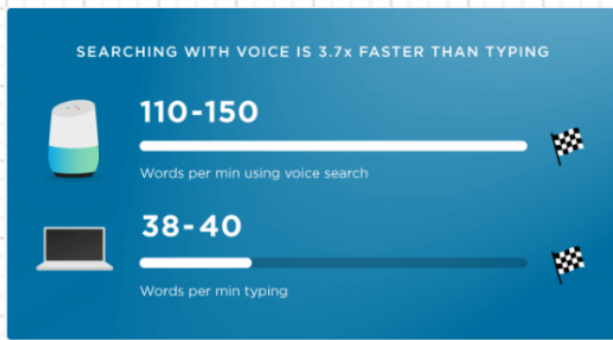 SEARCHING WITH VOICE IS 3.7x FASTER THAN TYPING
110-150
Words per min using voice search
38-40
Words per min typing